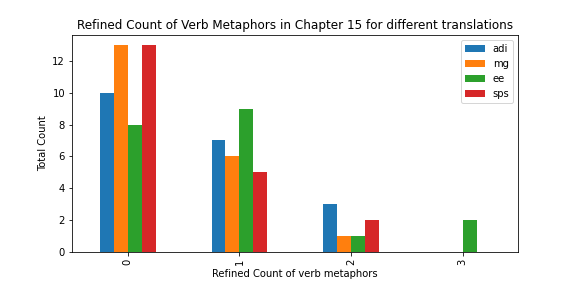 Refined Count of Verb Metaphors in Chapter 15 for different translations
adi
mg
ee
sps
Total Count
12
10
8
6
4
2
0
0
1
2
3
Refined Count of verb metaphors